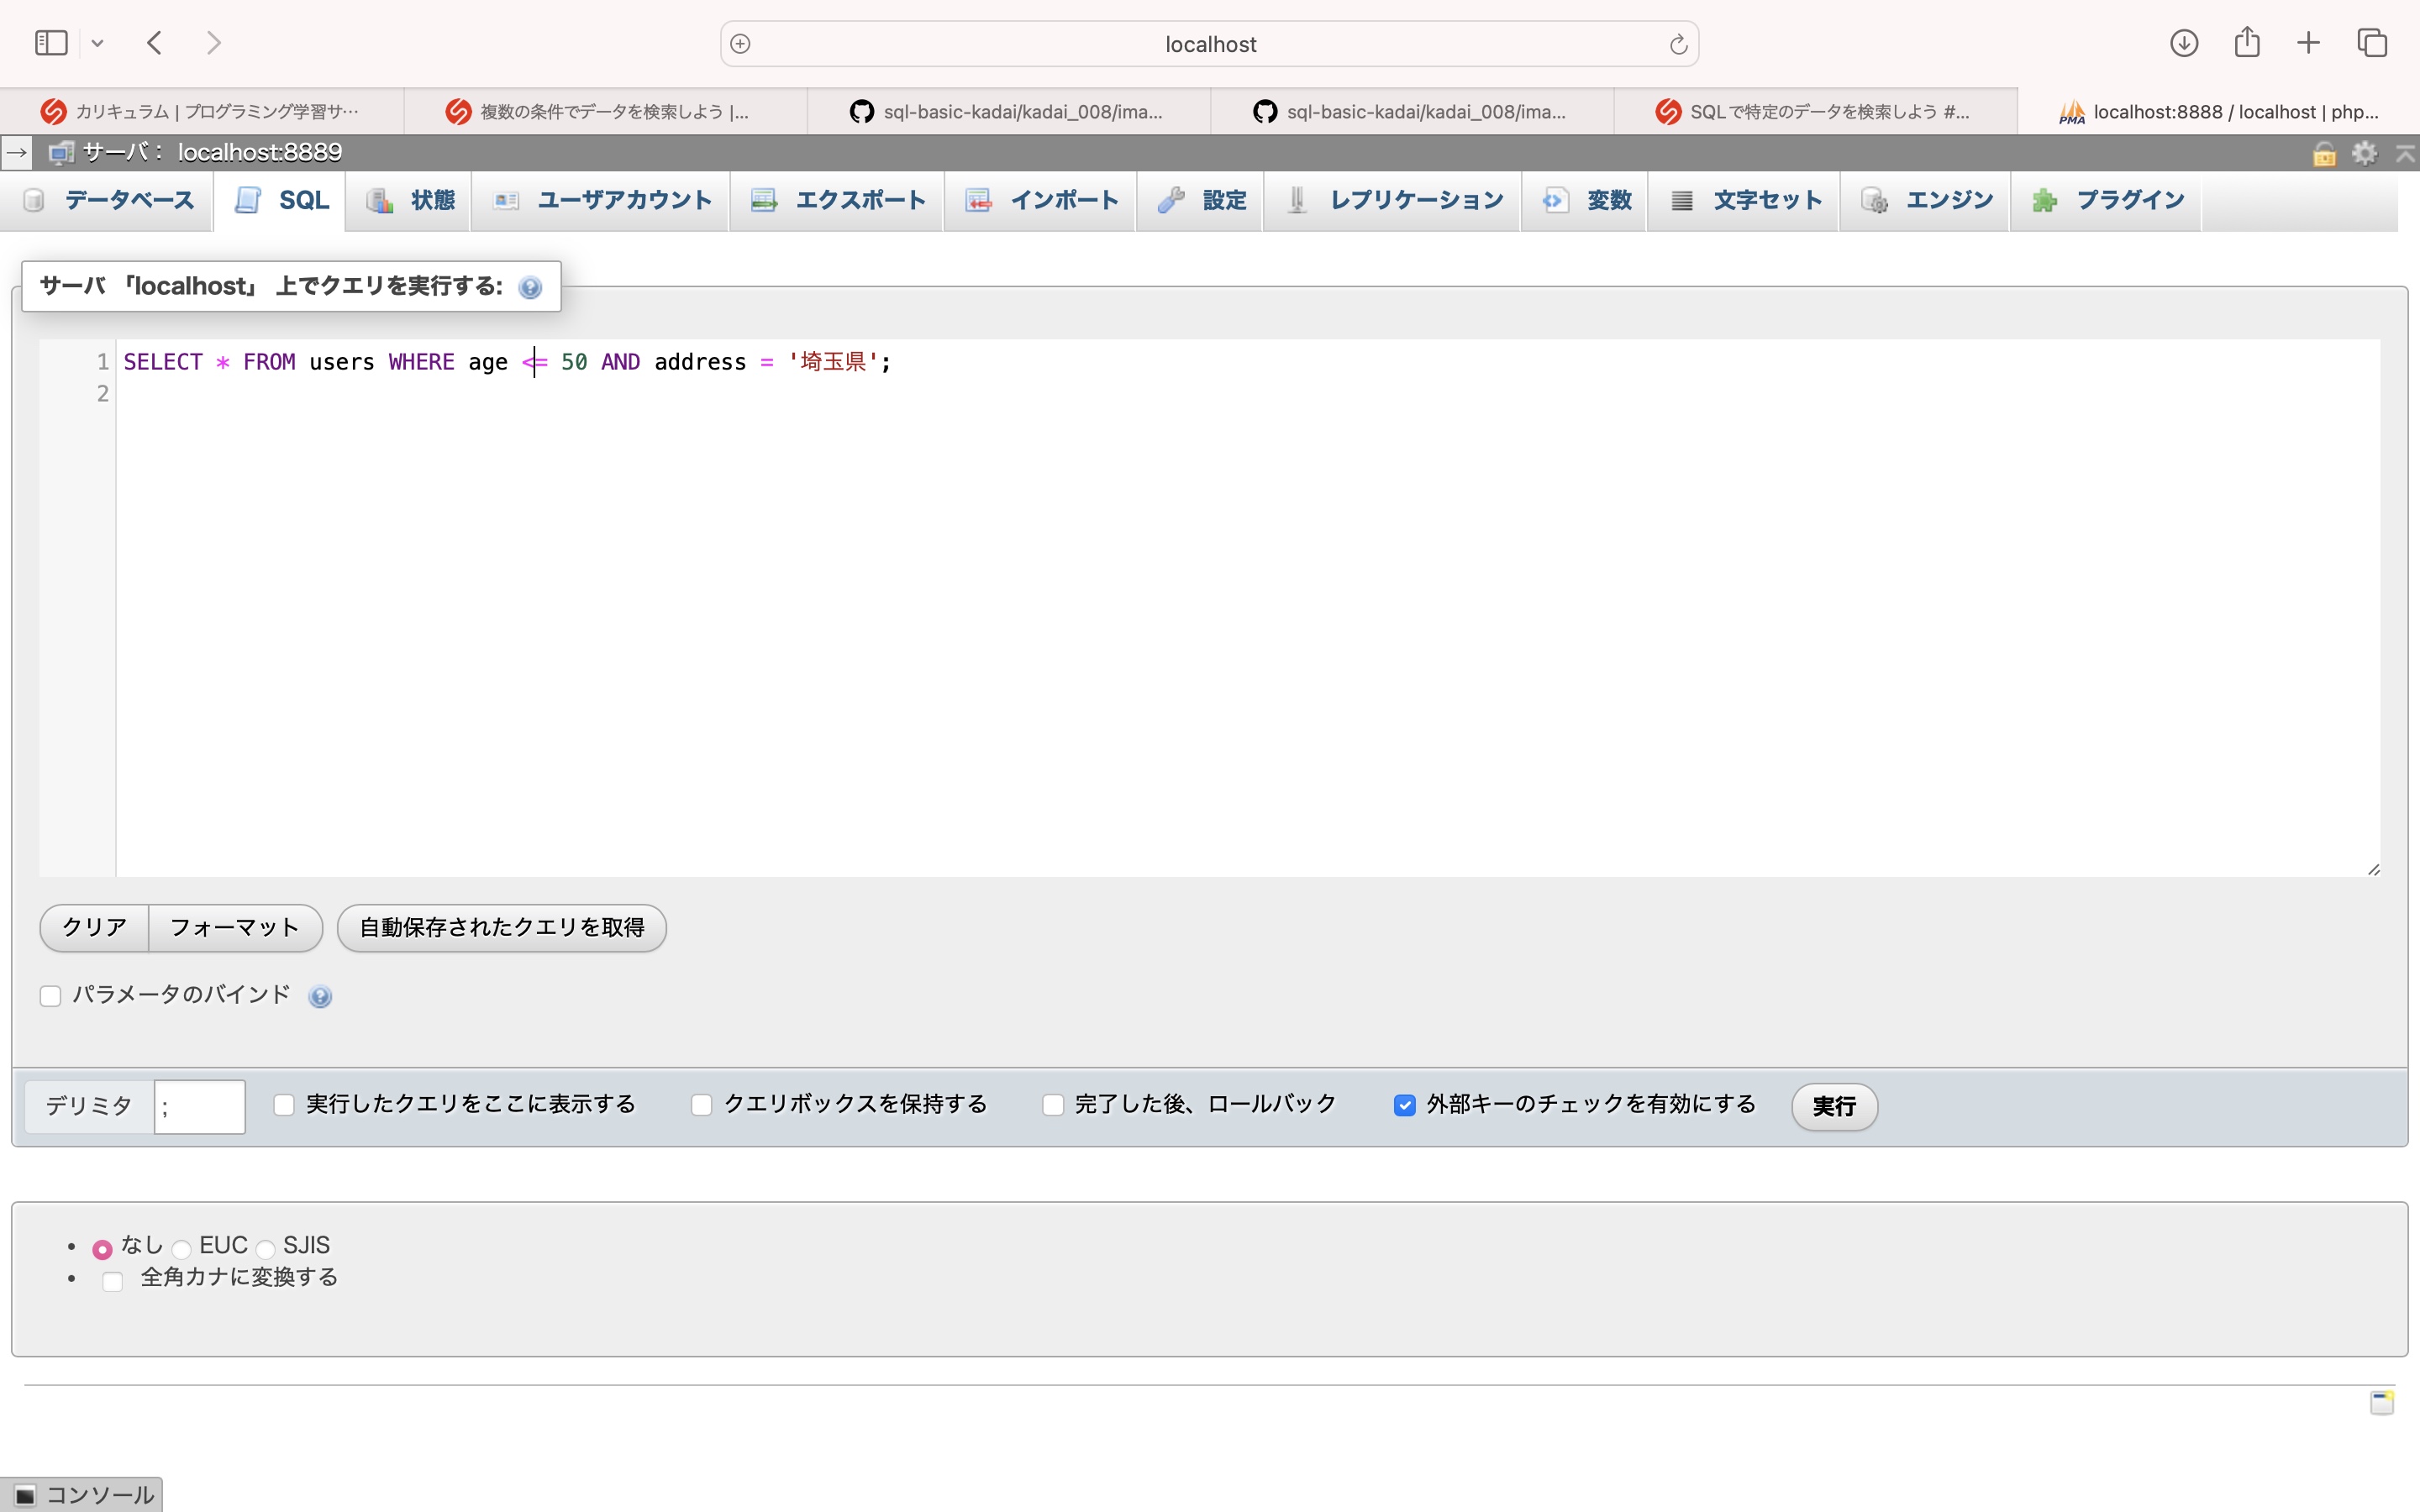 localhost
カリキュラム | プログラミング学習サ…
複数の条件でデータを検索しよう |...
sql-basic-kadai/kadai_008/ima...
sql-basic-kadai/kadai_008/ima...
SQLで特定のデータを検索しよう #...
PMA
localhost:8888 / localhost | php...
サーバ： localhost:8889
データベース
SQL
状態
ユーザアカウント
エクスポート
インポート
設定
レプリケーション
変数
文字セット
エンジン
プラグイン
サーバ 「localhost」 上でクエリを実行する:
1 SELECT * FROM users WHERE age <= 50 AND address = '埼玉県';
2
クリア
フォーマット
自動保存されたクエリを取得
パラメータのバインド
デリミタ ;
実行したクエリをここに表示する
クエリボックスを保持する
完了した後、ロールバック
外部キーのチェックを有効にする
実行
なし EUC SJIS
全角カナに変換する
コンソール